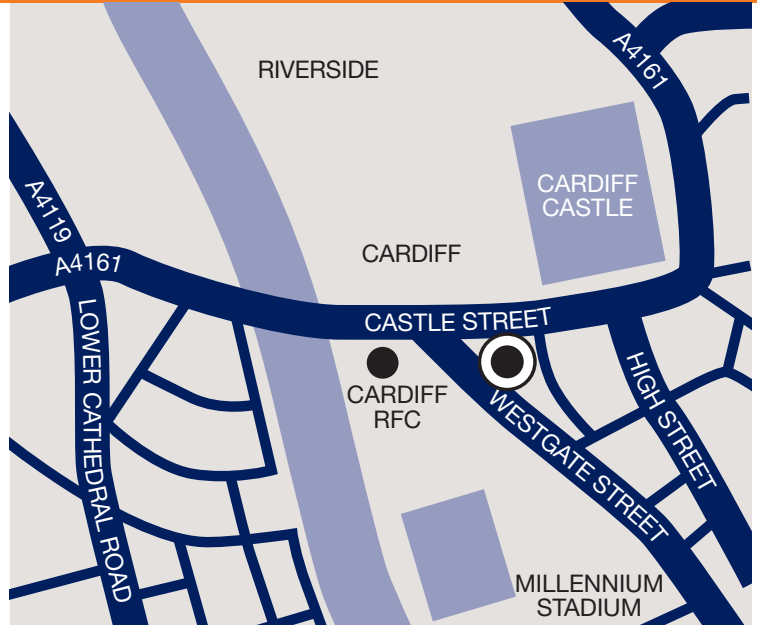 RIVERSIDE
A4161
CARDIFF
CASTLE
A4119
A4161
CARDIFF
CASTLE STREET
LOWER CATHEDRAL ROAD
CARDIFF
RFC
HIGH STREET
WESTGATE STREET
MILLENNIUM
STADIUM